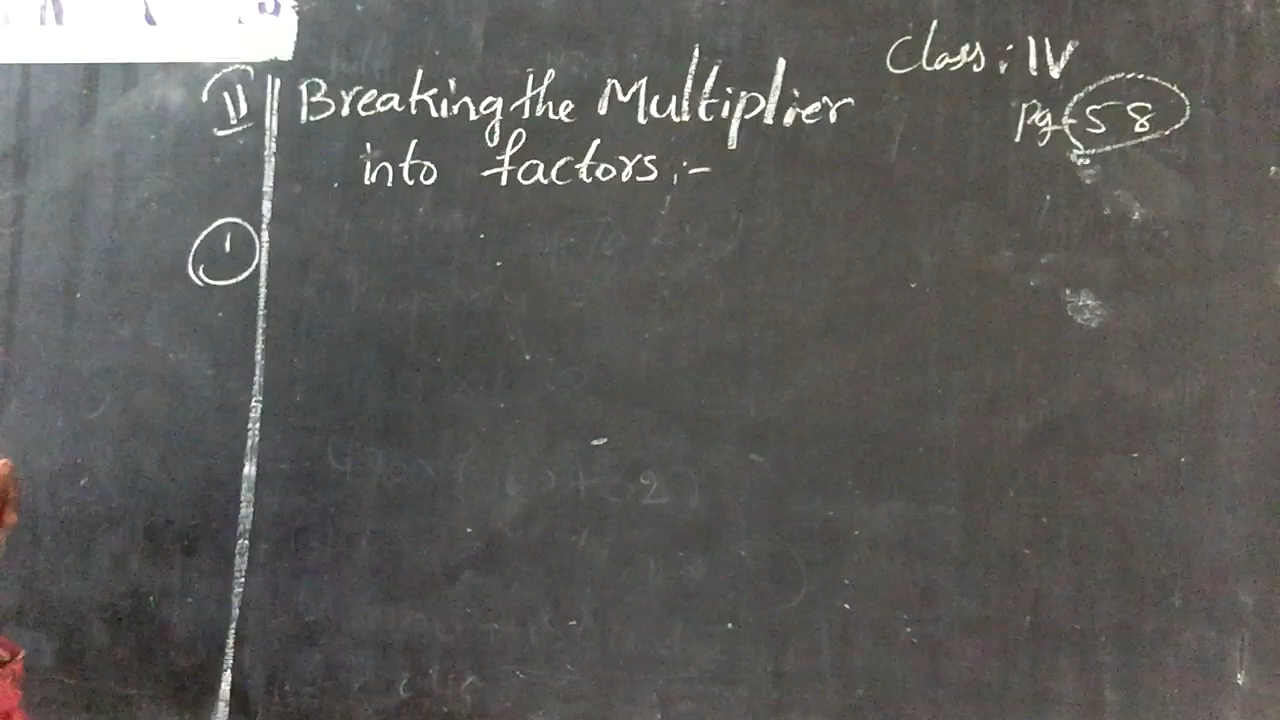 Class : IV
II Breaking the Multiplier
Pg- 58
into factors :-
1